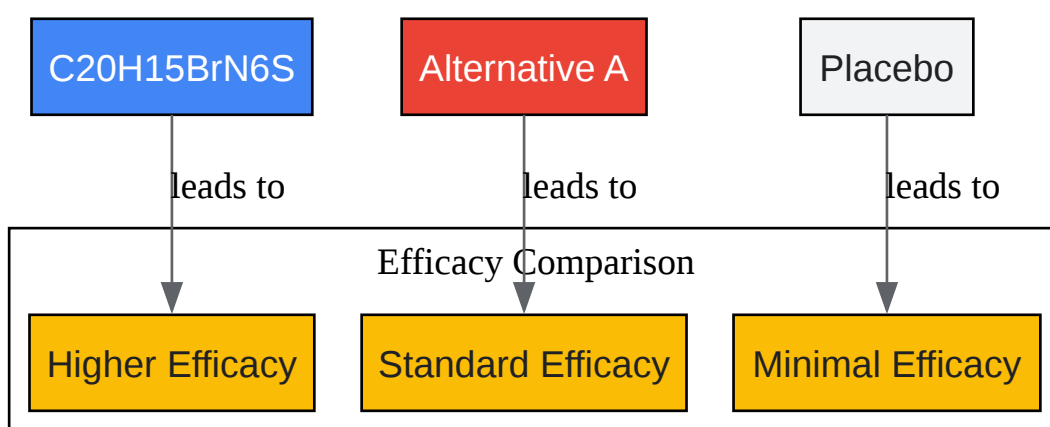 C20H15BrN6S
Alternative A
Placebo
leads to
leads to
leads to
Efficacy Comparison
Higher Efficacy
Standard Efficacy
Minimal Efficacy